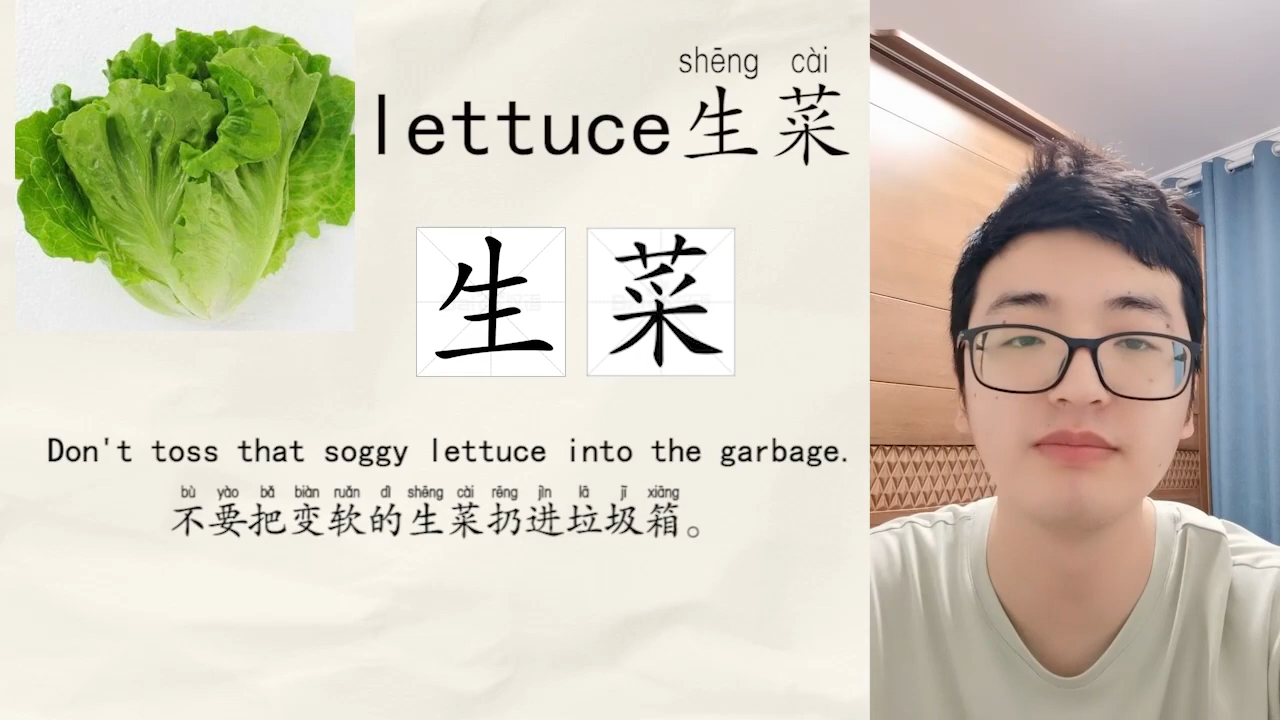 shēng cài
lettuce生菜
生 菜
Don't toss that soggy lettuce into the garbage.
bù yào bǎ biàn ruǎn dì shēng cài rēng jìn lā jī xiāng
不要把变软的生菜扔进垃圾箱。